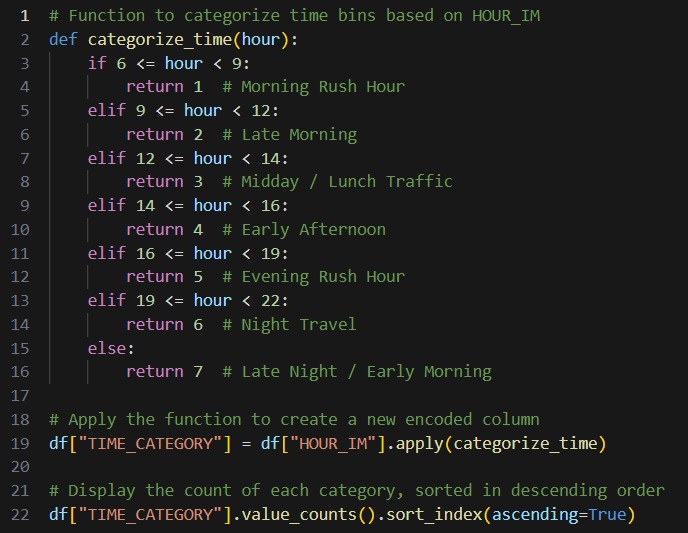 1 # Function to categorize time bins based on HOUR_IM
2 def categorize_time(hour):
3     if 6 <= hour < 9:
4         return 1  # Morning Rush Hour
5     elif 9 <= hour < 12:
6         return 2  # Late Morning
7     elif 12 <= hour < 14:
8         return 3  # Midday / Lunch Traffic
9     elif 14 <= hour < 16:
10         return 4  # Early Afternoon
11     elif 16 <= hour < 19:
12         return 5  # Evening Rush Hour
13     elif 19 <= hour < 22:
14         return 6  # Night Travel
15     else:
16         return 7  # Late Night / Early Morning
17
18 # Apply the function to create a new encoded column
19 df["TIME_CATEGORY"] = df["HOUR_IM"].apply(categorize_time)
20
21 # Display the count of each category, sorted in descending order
22 df["TIME_CATEGORY"].value_counts().sort_index(ascending=True)